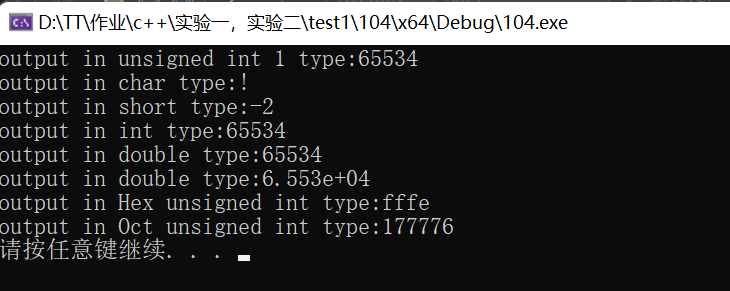 D:\TT\作业\c++\实验一，实验二\test1\104\x64\Debug\104.exe
output in unsigned int 1 type:65534
output in char type:!
output in short type:-2
output in int type:65534
output in double type:65534
output in double type:6.553e+04
output in Hex unsigned int type:fffe
output in Oct unsigned int type:177776
请按任意键继续. . .